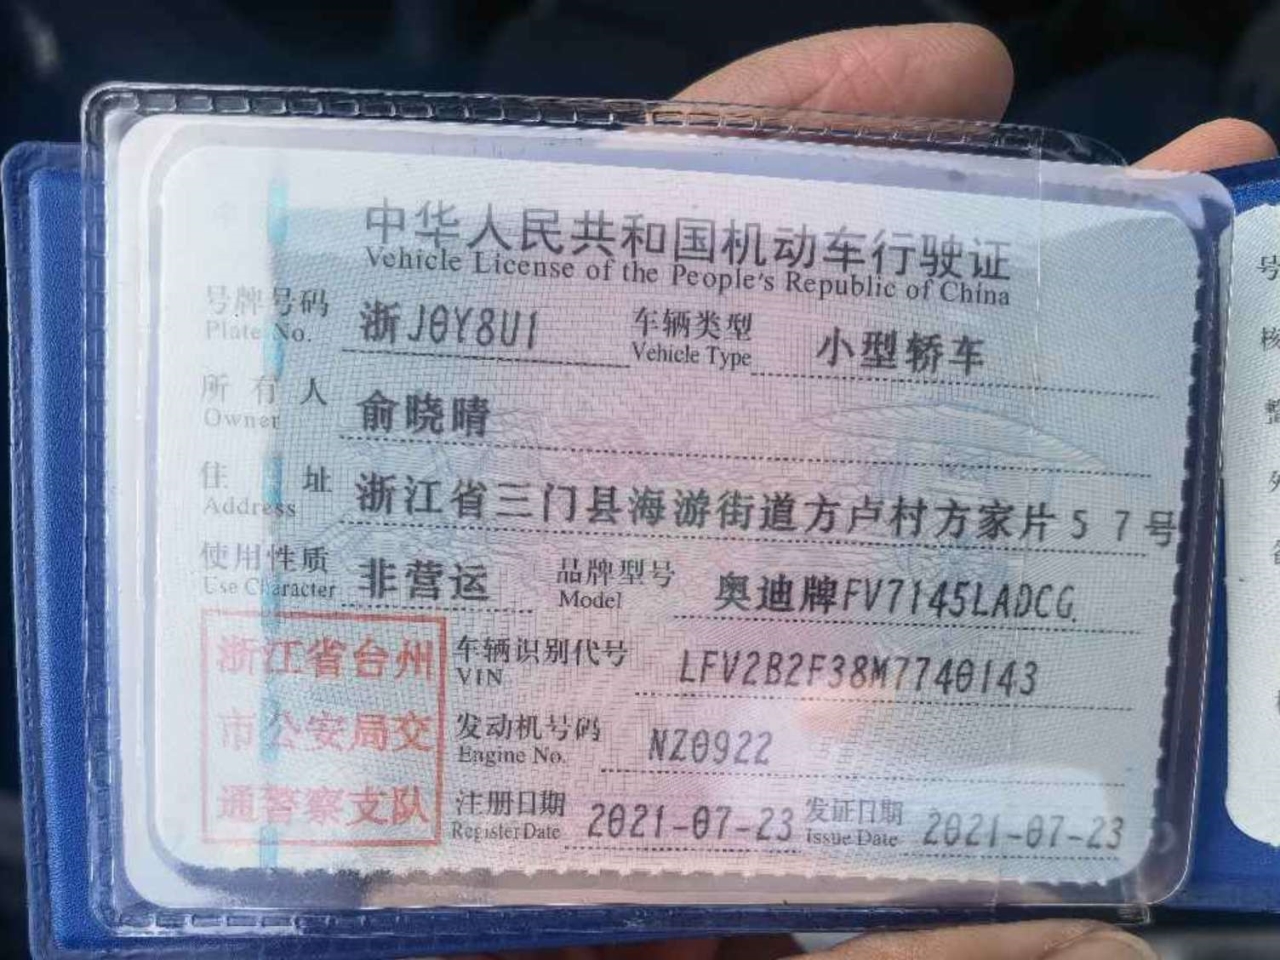 中华人民共和国机动车行驶证
Vehicle License of the People's Republic of China
号牌号码 浙J0Y8U1 车辆类型 小型轿车
Plate No. Vehicle Type
所有人 俞晓晴
Owner
住址 浙江省三门县海游街道方卢村方家片57号
Address
使用性质 非营运 品牌型号 奥迪牌FV7145LADCG
Use Character Model
浙江省台州 车辆识别代号 LFV2B2F38M7740143
VIN
市公安局交 发动机号码 NZ0922
Engine No.
通警察支队 注册日期 2021-07-23 发证日期 2021-07-23
Register Date Issue Date